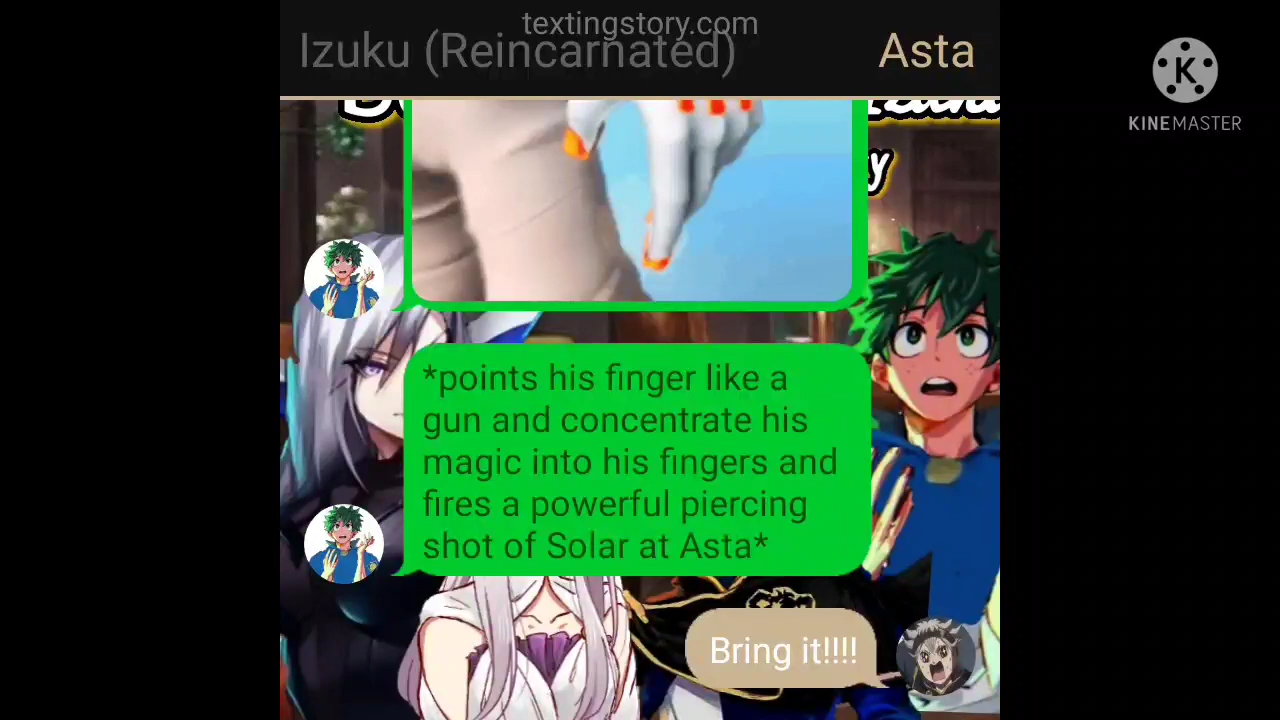 textingstory.com
Izuku (Reincarnated)
Asta
KINEMASTER
*points his finger like a
gun and concentrate his
magic into his fingers and
fires a powerful piercing
shot of Solar at Asta*
Bring it!!!!